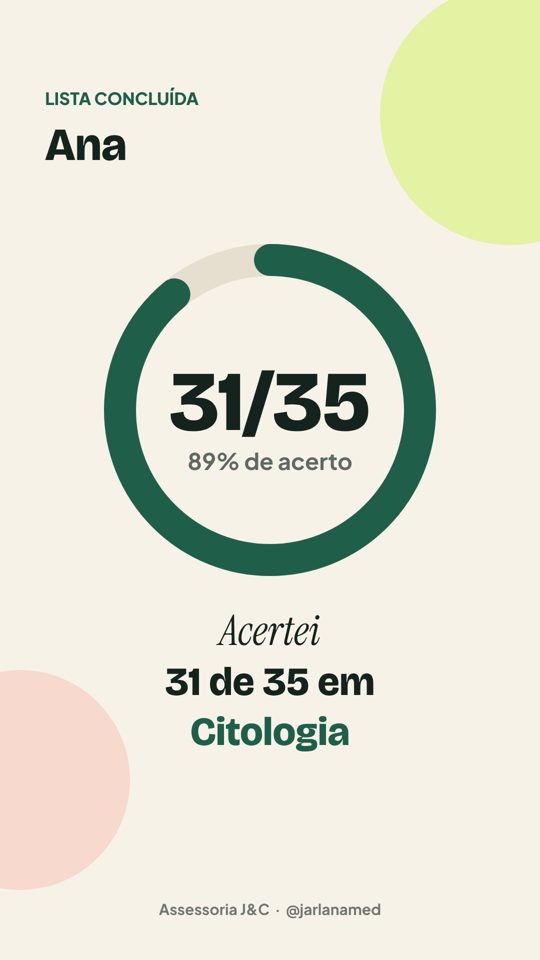 LISTA CONCLUÍDA
Ana
31/35
89% de acerto
Acertei
31 de 35 em
Citologia
Assessoria J&C · @jarlanamed